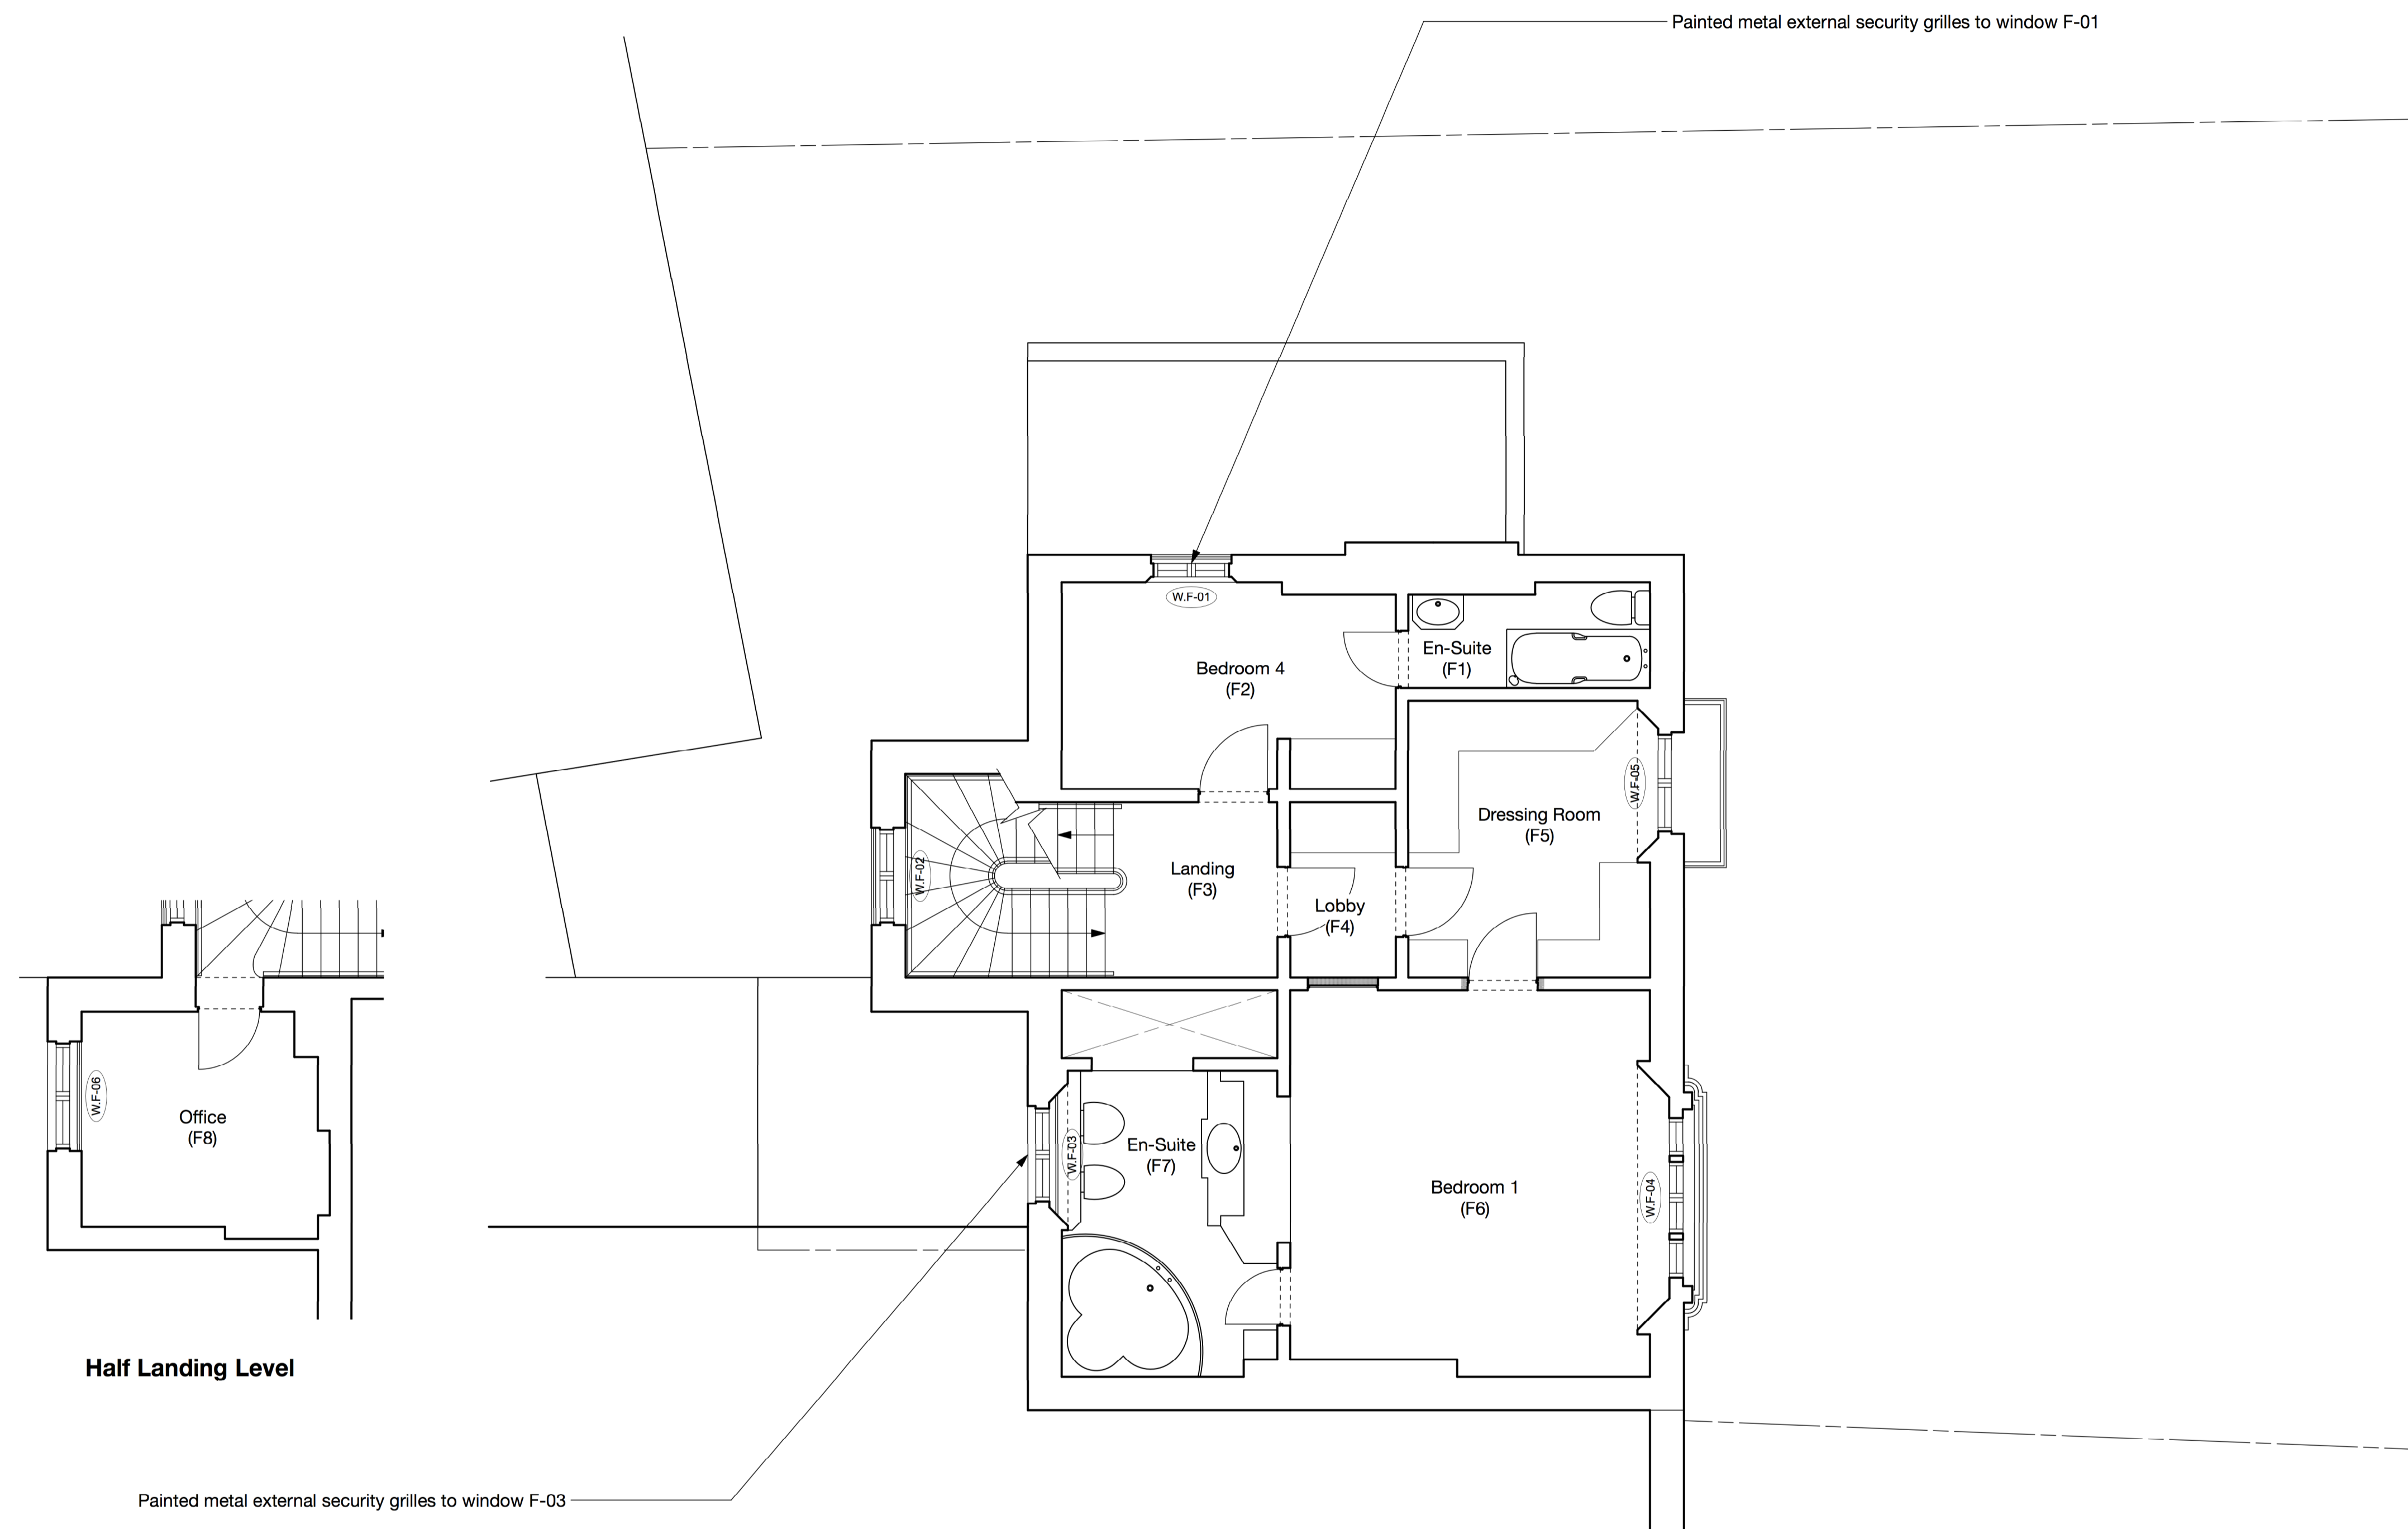 Painted metal external security grilles to window F-01
W.F-01
En-Suite
(F1)
Bedroom 4
(F2)
W.F-05
Dressing Room
(F5)
W.F-02
Landing
(F3)
Lobby
(F4)
W.F-06
Office
(F8)
W.F-03
En-Suite
(F7)
Bedroom 1
(F6)
W.F-04
Half Landing Level
Painted metal external security grilles to window F-03